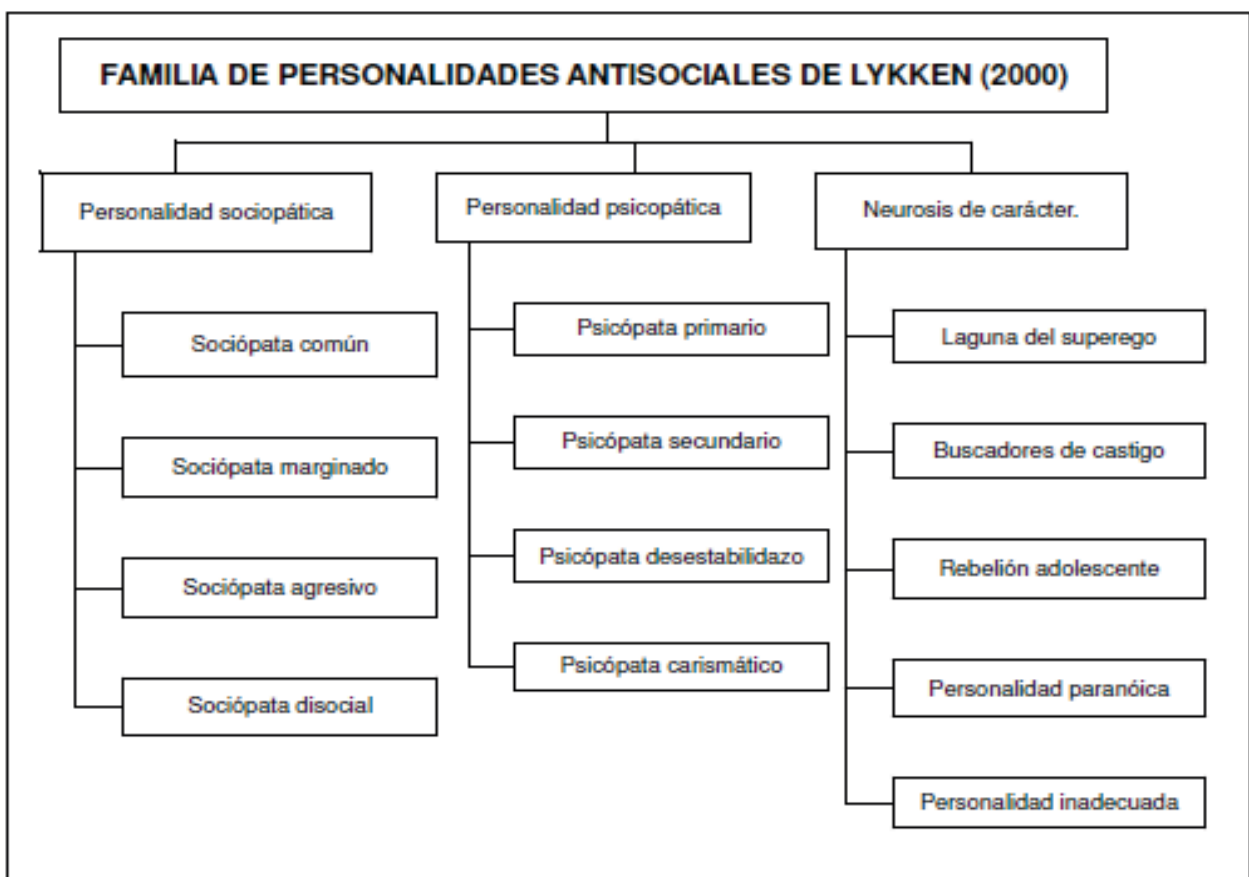 FAMILIA DE PERSONALIDADES ANTISOCIALES DE LYKKEN (2000)
Personalidad sociopática
Sociópata común
Sociópata marginado
Sociópata agresivo
Sociópata disocial
Personalidad psicopática
Psicópata primario
Psicópata secundario
Psicópata desestabilidazo
Psicópata carismático
Neurosis de carácter.
Laguna del superego
Buscadores de castigo
Rebelión adolescente
Personalidad paranóica
Personalidad inadecuada